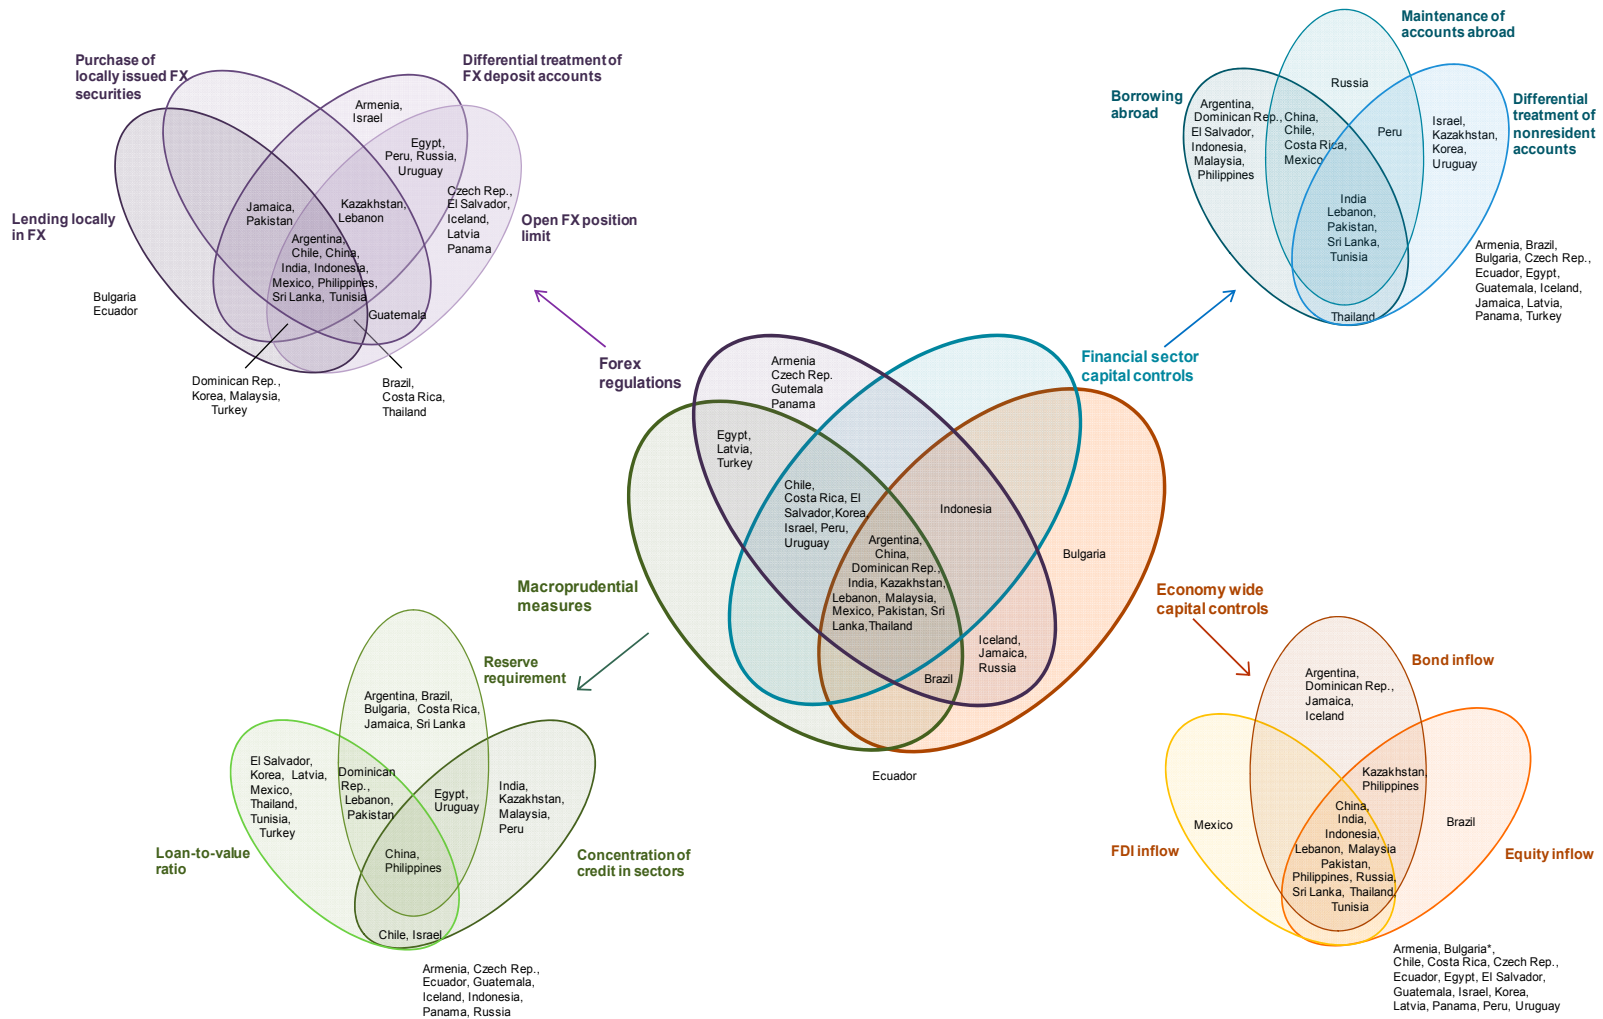 Purchase of
locally issued FX
securities
Differential treatment of
FX deposit accounts
Armenia,
Israel
Egypt,
Peru, Russia,
Uruguay
Czech Rep.,
El Salvador,
Iceland,
Latvia
Panama
Open FX position
limit
Lending locally
in FX
Jamaica,
Pakistan
Kazakhstan,
Lebanon
Argentina,
Chile, China,
India, Indonesia,
Mexico, Philippines,
Sri Lanka, Tunisia
Guatemala
Bulgaria
Ecuador
Dominican Rep.,
Korea, Malaysia,
Turkey
Brazil,
Costa Rica,
Thailand
Maintenance of
accounts abroad
Borrowing
abroad
Differential
treatment of
nonresident
accounts
Russia
Argentina,
Dominican Rep.,
El Salvador,
Indonesia,
Malaysia,
Philippines
China,
Chile,
Costa Rica,
Mexico
Peru
Israel,
Kazakhstan,
Korea,
Uruguay
India
Lebanon,
Pakistan,
Sri Lanka,
Tunisia
Thailand
Armenia, Brazil,
Bulgaria, Czech Rep.,
Ecuador, Egypt,
Guatemala, Iceland,
Jamaica, Latvia,
Panama, Turkey
Forex
regulations
Financial sector
capital controls
Armenia
Czech Rep.
Gutemala
Panama
Egypt,
Latvia,
Turkey
Chile,
Costa Rica, El
Salvador,Korea
Israel, Peru,
Uruguay
Indonesia
Argentina,
China,
Dominican Rep.,
India, Kazakhstan,
Lebanon, Malaysia,
Mexico, Pakistan, Sri
Lanka,Thailand
Bulgaria
Iceland,
Jamaica,
Russia
Brazil
Ecuador
Macroprudential
measures
Economy wide
capital controls
Reserve
requirement
Argentina, Brazil,
Bulgaria, Costa Rica,
Jamaica, Sri Lanka
El Salvador,
Korea, Latvia,
Mexico,
Thailand,
Tunisia,
Turkey
Dominican
Rep.,
Lebanon,
Pakistan
Egypt,
Uruguay
India,
Kazakhstan,
Malaysia,
Peru
China,
Philippines
Loan-to-value
ratio
Concentration of
credit in sectors
Chile, Israel
Armenia, Czech Rep.,
Ecuador, Guatemala,
Iceland, Indonesia,
Panama, Russia
Bond inflow
Argentina,
Dominican Rep.,
Jamaica,
Iceland
Kazakhstan,
Philippines
Mexico
China,
India,
Indonesia,
Lebanon, Malaysia
Pakistan,
Philippines, Russia,
Sri Lanka, Thailand,
Tunisia
Brazil
FDI inflow
Equity inflow
Armenia, Bulgaria*,
Chile, Costa Rica, Czech Rep.,
Ecuador, Egypt, El Salvador,
Guatemala, Israel, Korea,
Latvia, Panama, Peru, Uruguay